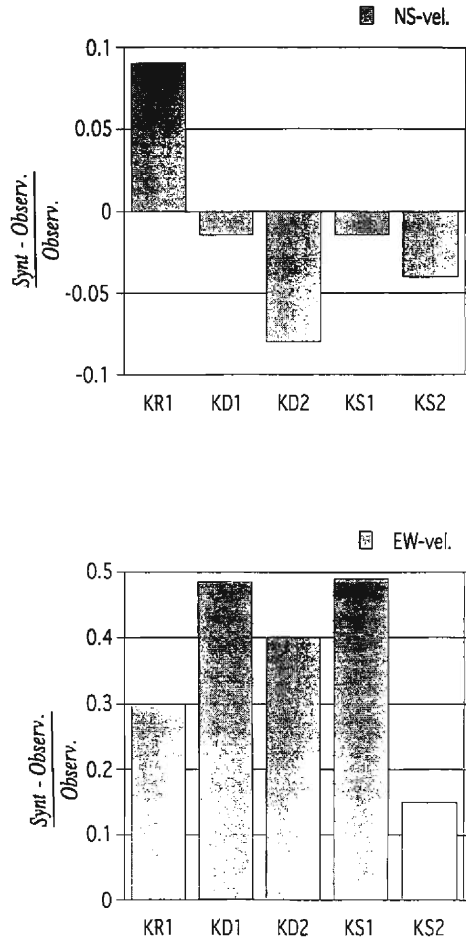 NS-vel.
0.1
0.05
0
-0.05
-0.1
Synt - Observ.
Observ.
KR1 KD1 KD2 KS1 KS2
EW-vel.
0.5
0.4
0.3
0.2
0.1
0
Synt - Observ.
Observ.
KR1 KD1 KD2 KS1 KS2